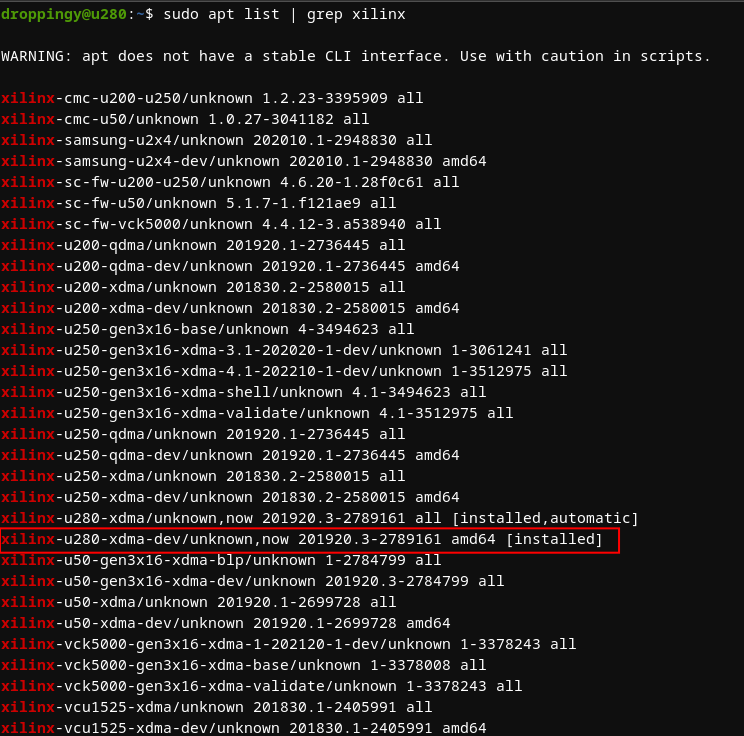 droppingy@u280:~$ sudo apt list | grep xilinx
WARNING: apt does not have a stable CLI interface. Use with caution in scripts.
xilinx-cmc-u200-u250/unknown 1.2.23-3395909 all
xilinx-cmc-u50/unknown 1.0.27-3041182 all
xilinx-samsung-u2x4/unknown 202010.1-2948830 all
xilinx-samsung-u2x4-dev/unknown 202010.1-2948830 amd64
xilinx-sc-fw-u200-u250/unknown 4.6.20-1.28f0c61 all
xilinx-sc-fw-u50/unknown 5.1.7-1.f121ae9 all
xilinx-sc-fw-vck5000/unknown 4.4.12-3.a538940 all
xilinx-u200-qdma/unknown 201920.1-2736445 all
xilinx-u200-qdma-dev/unknown 201920.1-2736445 amd64
xilinx-u200-xdma/unknown 201830.2-2580015 all
xilinx-u200-xdma-dev/unknown 201830.2-2580015 amd64
xilinx-u250-gen3x16-base/unknown 4-3494623 all
xilinx-u250-gen3x16-xdma-3.1-202020-1-dev/unknown 1-3061241 all
xilinx-u250-gen3x16-xdma-4.1-202210-1-dev/unknown 1-3512975 all
xilinx-u250-gen3x16-xdma-shell/unknown 4.1-3494623 all
xilinx-u250-gen3x16-xdma-validate/unknown 4.1-3512975 all
xilinx-u250-qdma/unknown 201920.1-2736445 all
xilinx-u250-qdma-dev/unknown 201920.1-2736445 amd64
xilinx-u250-xdma/unknown 201830.2-2580015 all
xilinx-u250-xdma-dev/unknown 201830.2-2580015 amd64
xilinx-u280-xdma/unknown,now 201920.3-2789161 all [installed,automatic]
xilinx-u280-xdma-dev/unknown,now 201920.3-2789161 amd64 [installed]
xilinx-u50-gen3x16-xdma-blp/unknown 1-2784799 all
xilinx-u50-gen3x16-xdma-dev/unknown 201920.3-2784799 all
xilinx-u50-xdma/unknown 201920.1-2699728 all
xilinx-u50-xdma-dev/unknown 201920.1-2699728 amd64
xilinx-vck5000-gen3x16-xdma-1-202120-1-dev/unknown 1-3378243 all
xilinx-vck5000-gen3x16-xdma-base/unknown 1-3378008 all
xilinx-vck5000-gen3x16-xdma-validate/unknown 1-3378243 all
xilinx-vcu1525-xdma/unknown 201830.1-2405991 all
xilinx-vcu1525-xdma-dev/unknown 201830.1-2405991 amd64